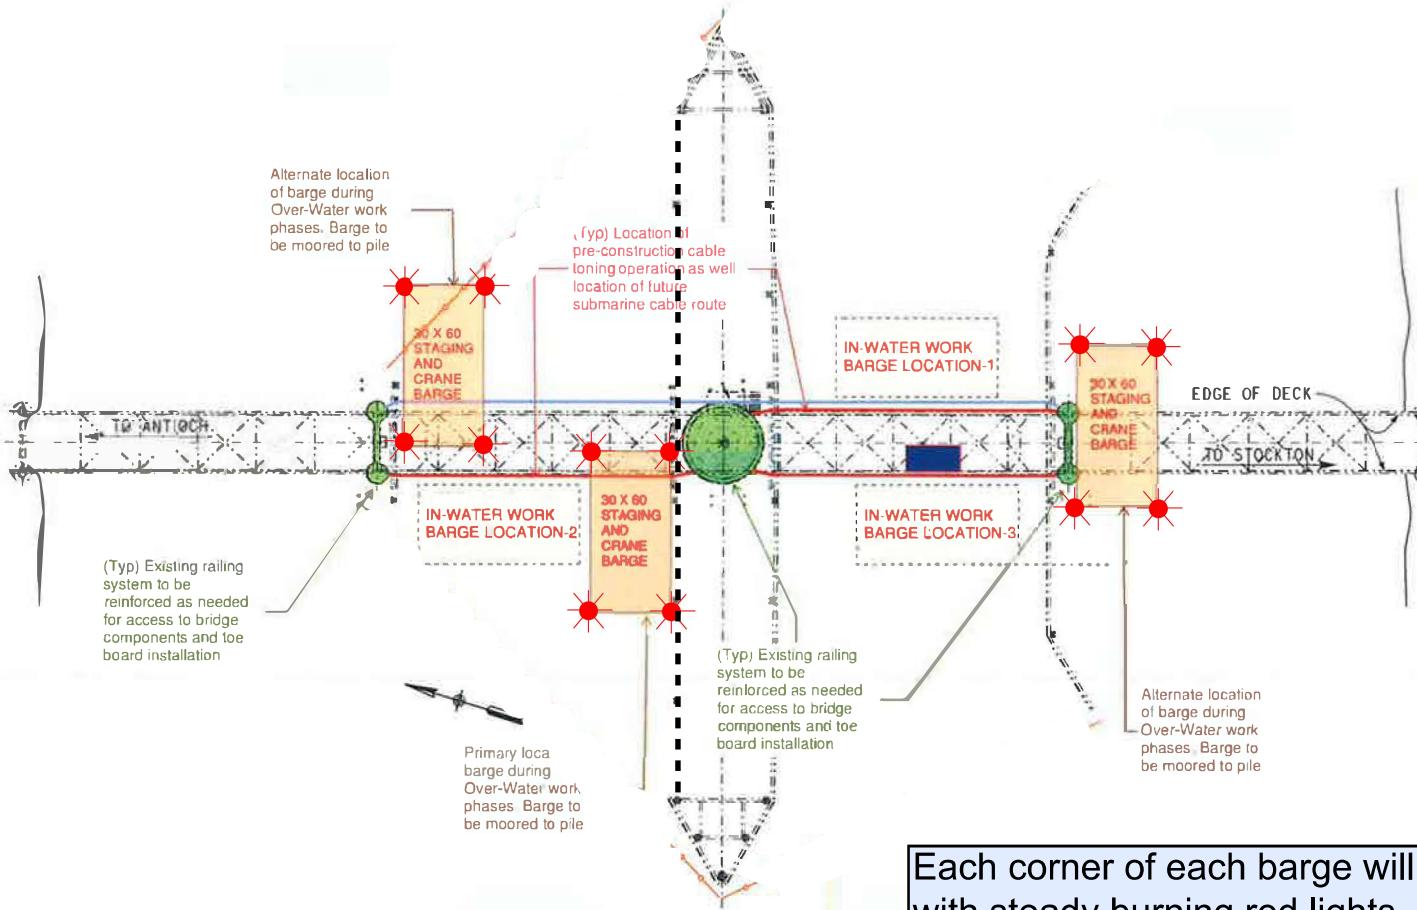 Alternate location
of barge during
Over-Water work
phases. Barge to
be moored to pile
(Typ) Location of
pre-construction cable
toning operation as well
location of future
submarine cable route
30 X 60
STAGING
AND
CRANE
BARGE
IN-WATER WORK
BARGE LOCATION-1
30 X 60
STAGING
AND
CRANE
BARGE
EDGE OF DECK
TO ANTIOCH
TO STOCKTON
IN-WATER WORK
BARGE LOCATION-2
30 X 60
STAGING
AND
CRANE
BARGE
IN-WATER WORK
BARGE LOCATION-3
(Typ) Existing railing
system to be
reinforced as needed
for access to bridge
components and toe
board installation
(Typ) Existing railing
system to be
reinforced as needed
for access to bridge
components and toe
board installation
Primary loca
barge during
Over-Water work
phases. Barge to
be moored to pile
Alternate location
of barge during
Over-Water work
phases. Barge to
be moored to pile
Each corner of each barge will
with steady burning red lights